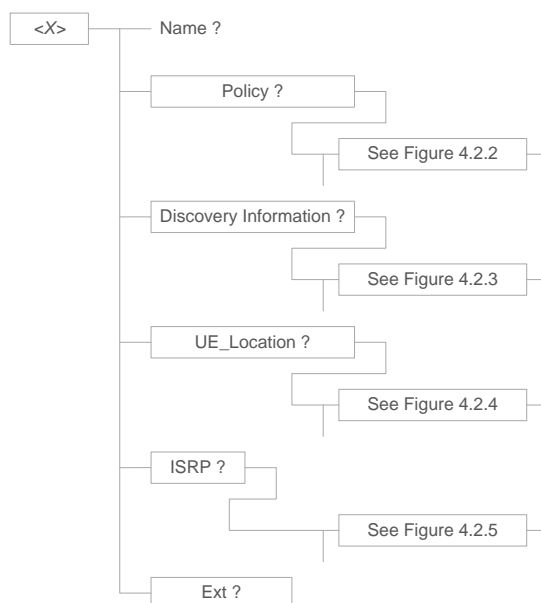 <X>
Name ?
Policy ?
See Figure 4.2.2
Discovery Information ?
See Figure 4.2.3
UE_Location ?
See Figure 4.2.4
ISRP ?
See Figure 4.2.5
Ext ?